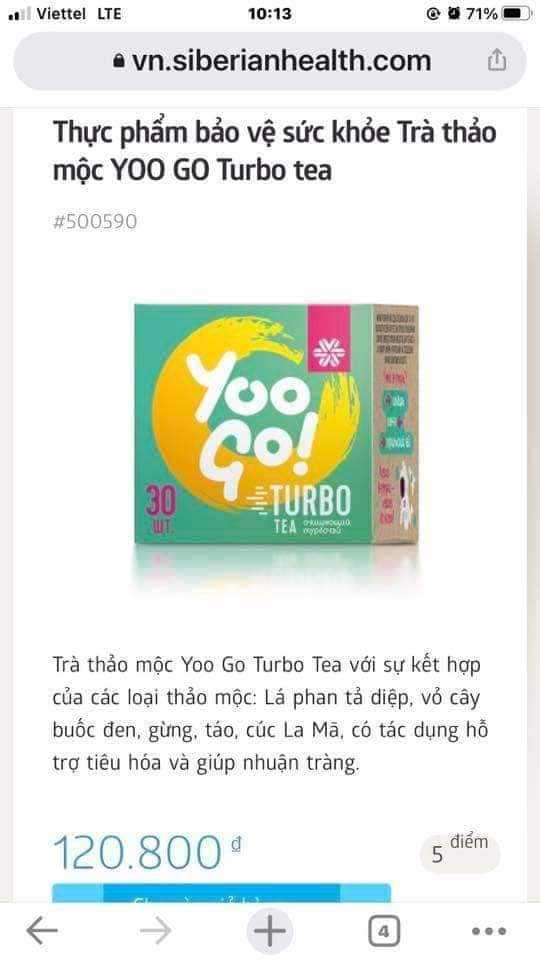 Viettel LTE 10:13 71%
vn.siberianhealth.com
Thực phẩm bảo vệ sức khỏe Trà thảo
mộc YOO GO Turbo tea
#500590
Yoo
Go!
30
ШТ.
TURBO
TEA очищающий
турбочай
Trà thảo mộc Yoo Go Turbo Tea với sự kết hợp
của các loại thảo mộc: Lá phan tả diệp, vỏ cây
buốc đen, gừng, táo, cúc La Mã, có tác dụng hỗ
trợ tiêu hóa và giúp nhuận tràng.
120.800 ₫
5 điểm
4